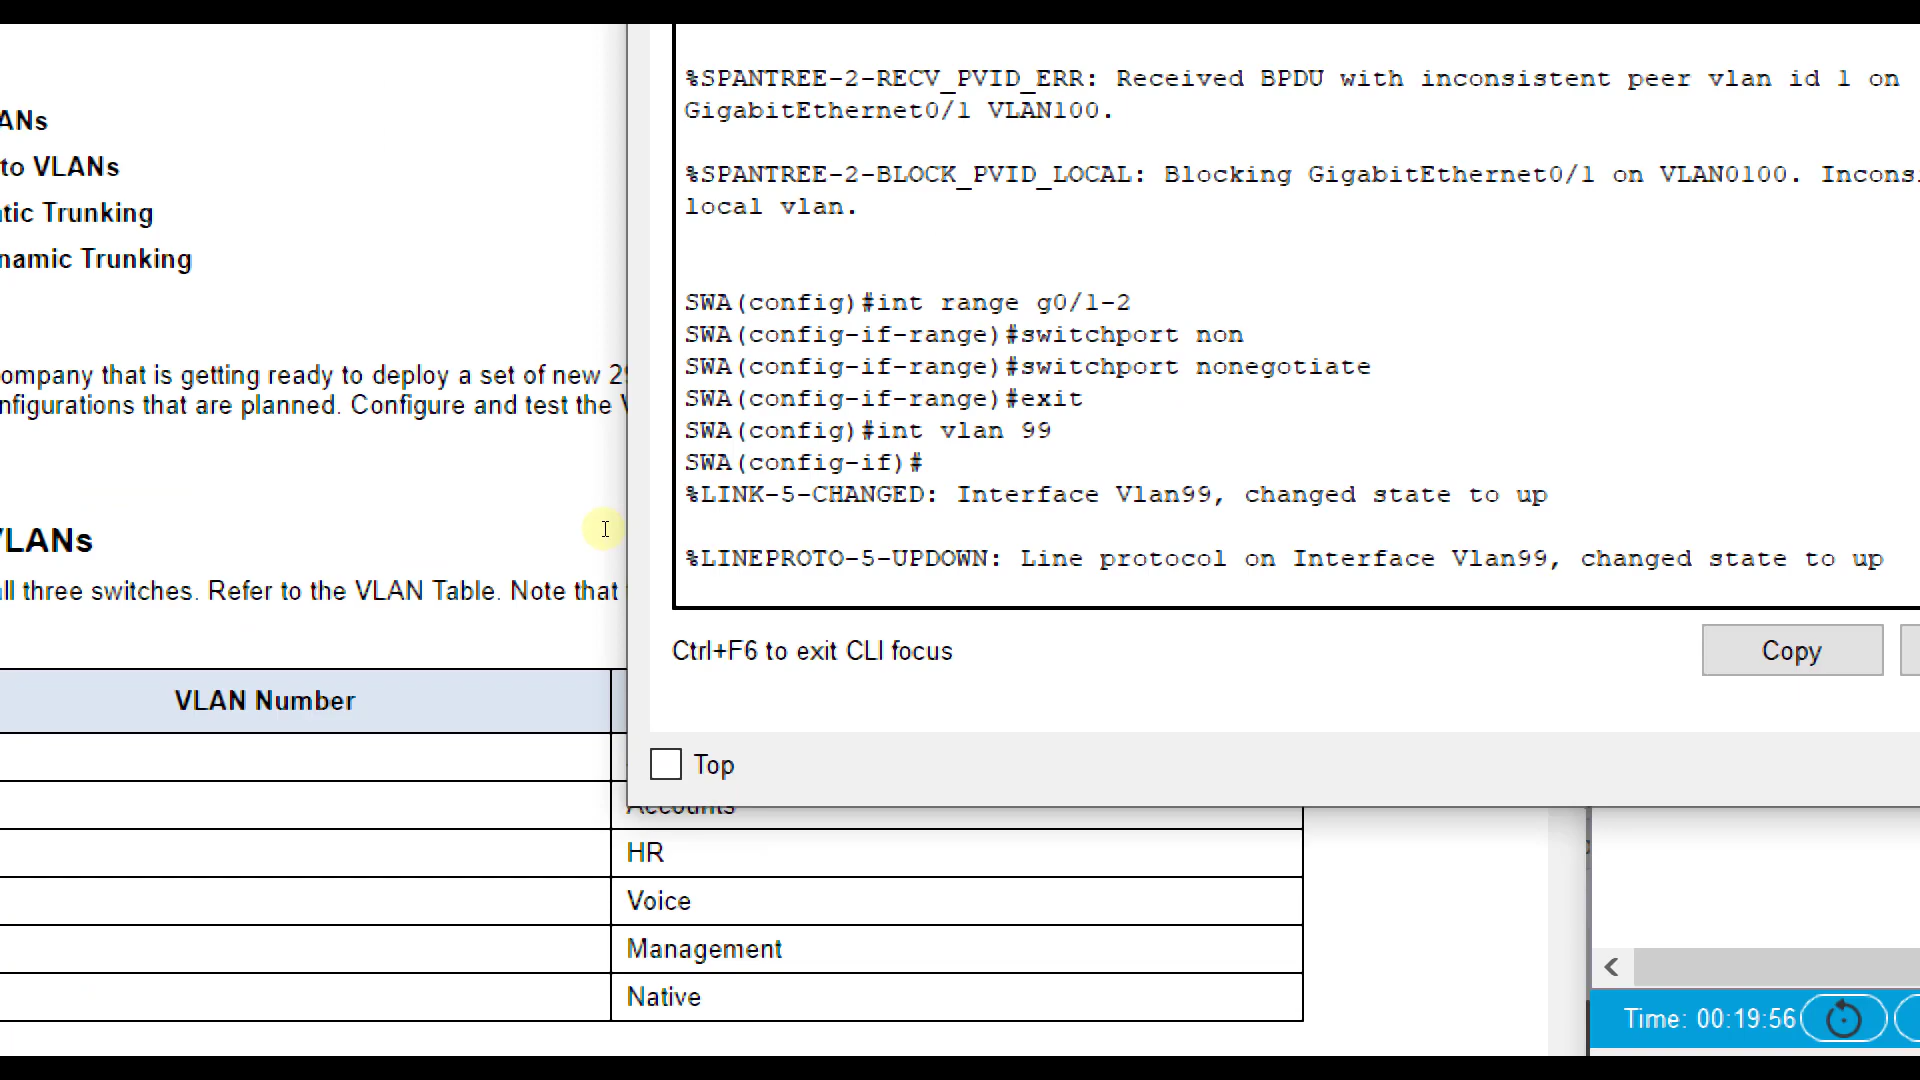 ANs
to VLANs
tic Trunking
namic Trunking
ompany that is getting ready to deploy a set of new 29
nfigurations that are planned. Configure and test the V
VLANs
ll three switches. Refer to the VLAN Table. Note that
VLAN Number
Accounts
HR
Voice
Management
Native
%SPANTREE-2-RECV_PVID_ERR: Received BPDU with inconsistent peer vlan id 1 on
GigabitEthernet0/1 VLAN100.
%SPANTREE-2-BLOCK_PVID_LOCAL: Blocking GigabitEthernet0/1 on VLAN0100. Incons
local vlan.
SWA(config)#int range g0/1-2
SWA(config-if-range)#switchport non
SWA(config-if-range)#switchport nonegotiate
SWA(config-if-range)#exit
SWA(config)#int vlan 99
SWA(config-if)#
%LINK-5-CHANGED: Interface Vlan99, changed state to up
%LINEPROTO-5-UPDOWN: Line protocol on Interface Vlan99, changed state to up
Ctrl+F6 to exit CLI focus
Copy
Top
Time: 00:19:56